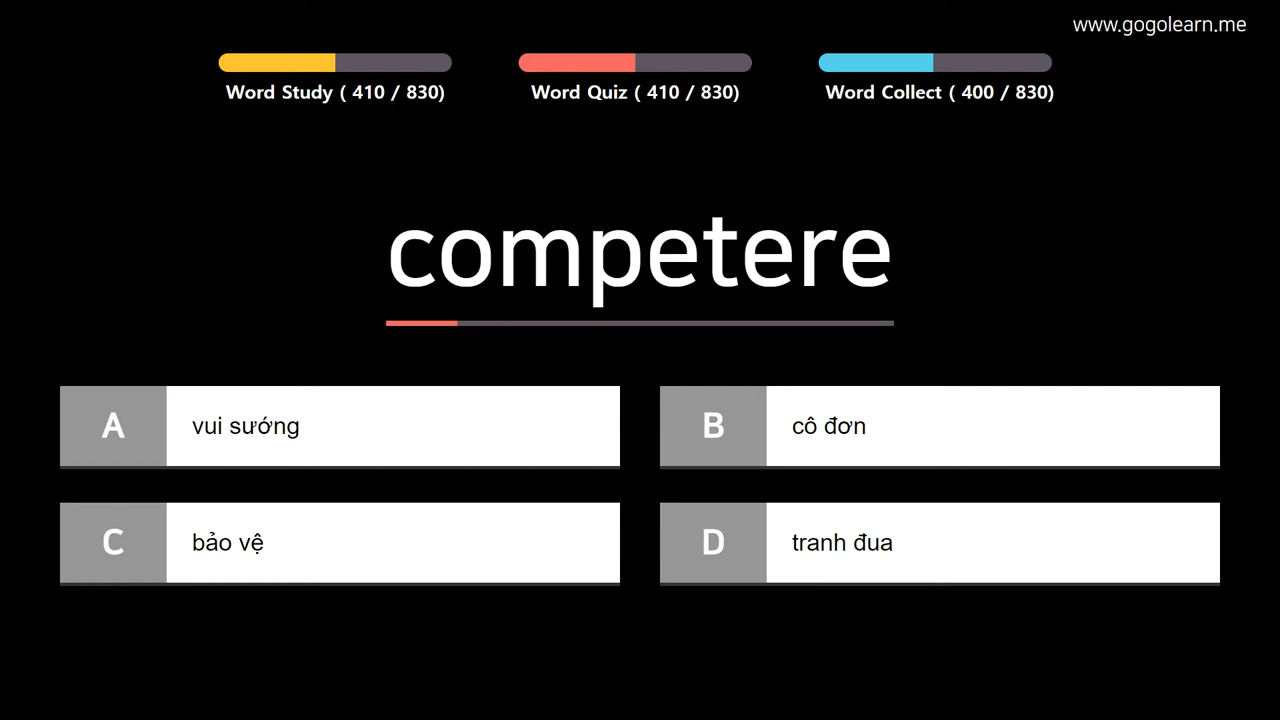 www.gogolearn.me
Word Study ( 410 / 830)
Word Quiz ( 410 / 830)
Word Collect ( 400 / 830)
competere
A vui sướng
B cô đơn
C bảo vệ
D tranh đua